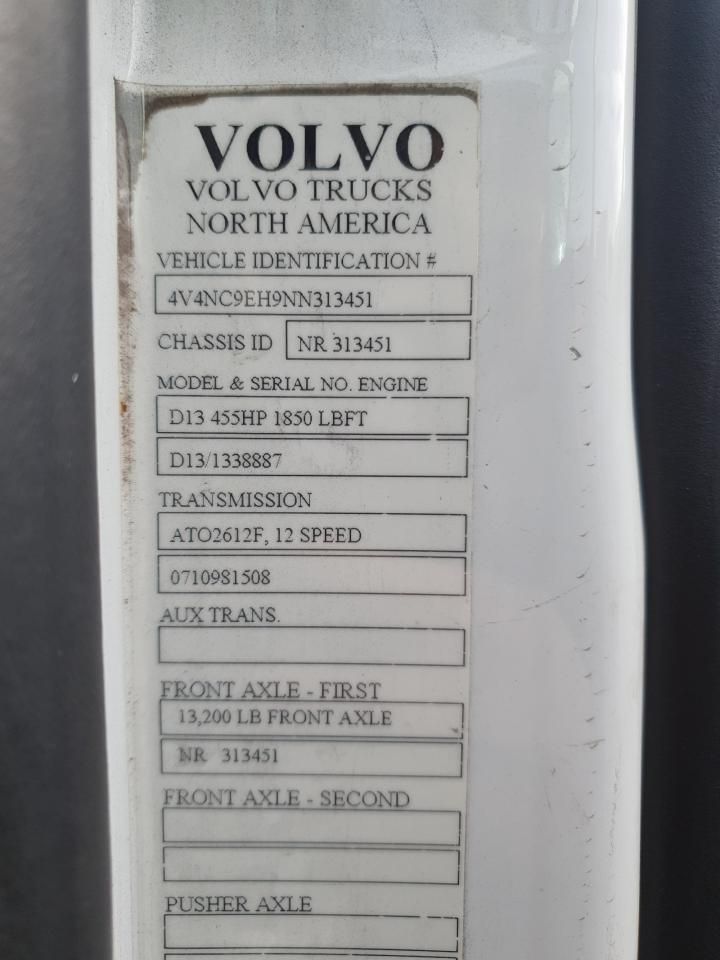 VOLVO
VOLVO TRUCKS
NORTH AMERICA
VEHICLE IDENTIFICATION #
4V4NC9EH9NN313451
CHASSIS ID NR 313451
MODEL & SERIAL NO. ENGINE
D13 455HP 1850 LBFT
D13/1338887
TRANSMISSION
ATO2612F, 12 SPEED
0710981508
AUX TRANS.
FRONT AXLE - FIRST
13,200 LB FRONT AXLE
NR 313451
FRONT AXLE - SECOND
PUSHER AXLE